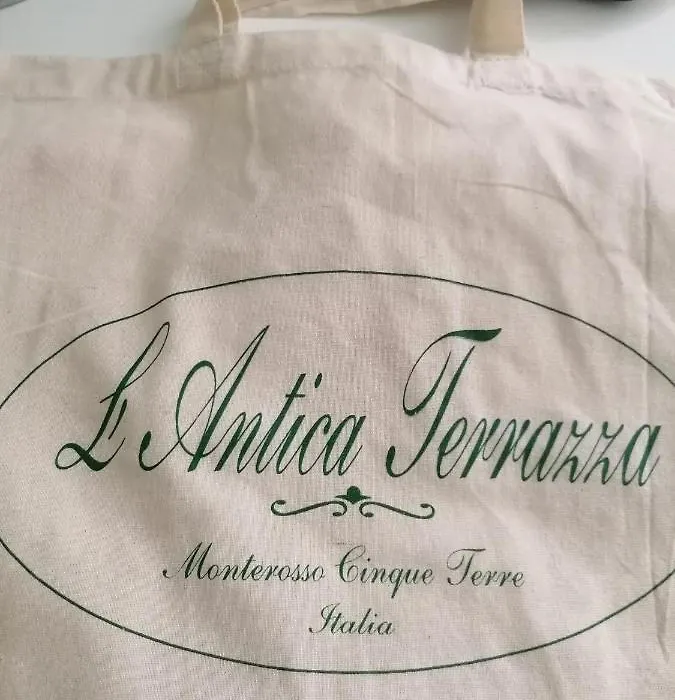 L'Antica Terrazza
Monterosso Cinque Terre
Italia